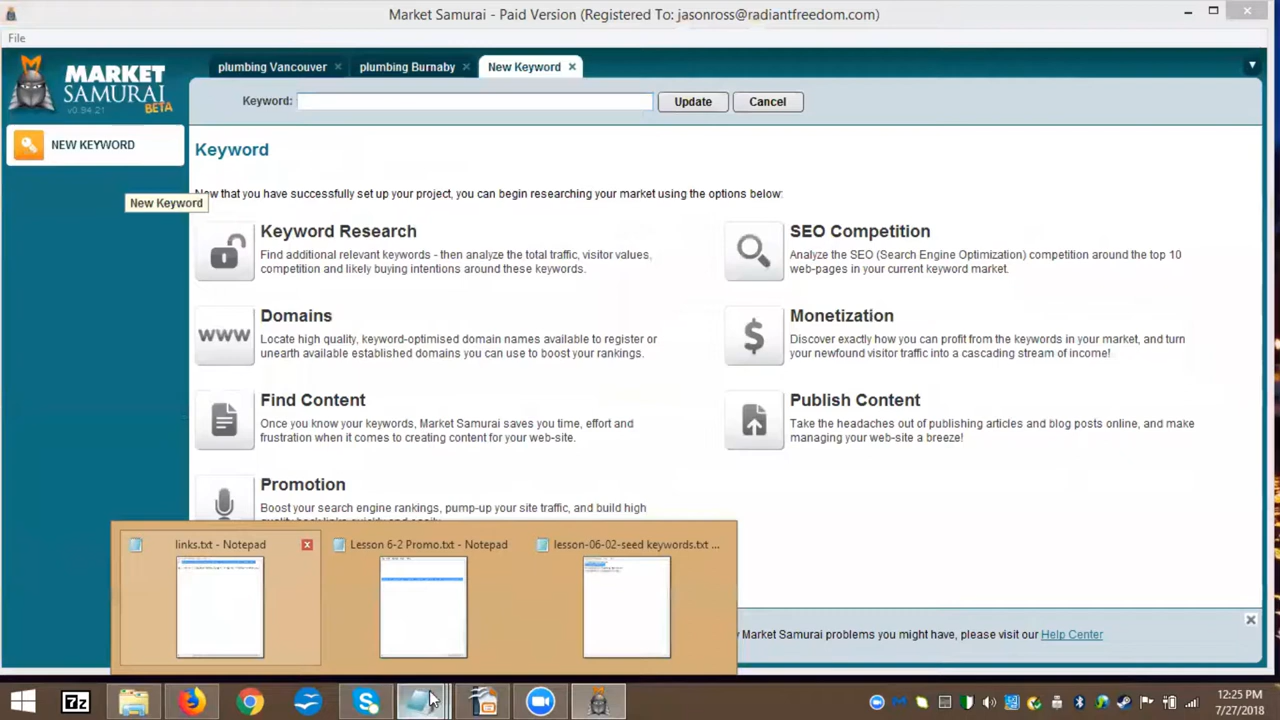 Market Samurai - Paid Version (Registered To: jasonross@radiantfreedom.com)
File
MARKET
SAMURAI
v0.94.21 BETA
plumbing Vancouver
plumbing Burnaby
New Keyword
Keyword:
Update
Cancel
NEW KEYWORD
Keyword
Now that you have successfully set up your project, you can begin researching your market using the options below:
New Keyword
Keyword Research
Find additional relevant keywords - then analyze the total traffic, visitor values,
competition and likely buying intentions around these keywords.
SEO Competition
Analyze the SEO (Search Engine Optimization) competition around the top 10
web-pages in your current keyword market.
WWW
Domains
Locate high quality, keyword-optimised domain names available to register or
unearth available established domains you can use to boost your rankings.
$
Monetization
Discover exactly how you can profit from the keywords in your market, and turn
your newfound visitor traffic into a cascading stream of income!
Find Content
Once you know your keywords, Market Samurai saves you time, effort and
frustration when it comes to creating content for your web-site.
Publish Content
Take the headaches out of publishing articles and blog posts online, and make
managing your web-site a breeze!
Promotion
Boost your search engine rankings, pump-up your site traffic, and build high
links.txt - Notepad
Lesson 6-2 Promo.txt - Notepad
lesson-06-02-seed keywords.txt ...
Market Samurai problems you might have, please visit our Help Center
7z
12:25 PM
7/27/2018